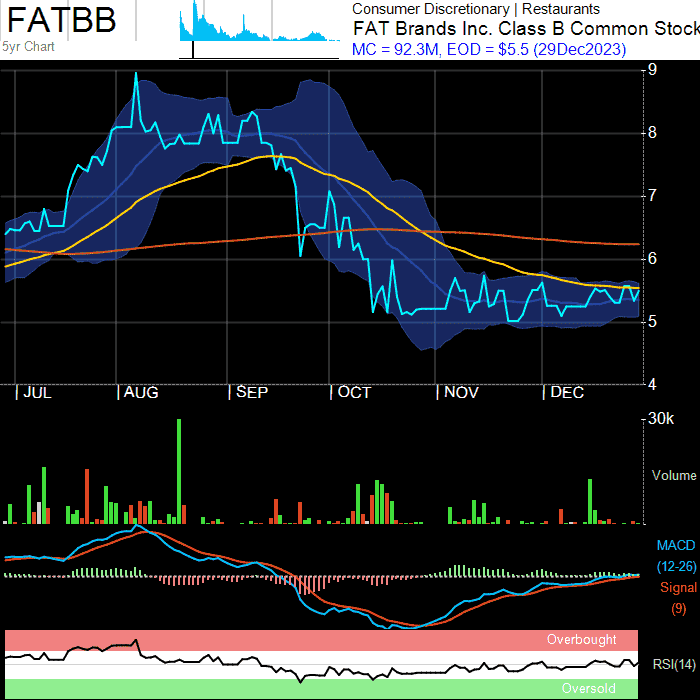 FATBB
5yr Chart
Consumer Discretionary | Restaurants
FAT Brands Inc. Class B Common Stock
MC = 92.3M, EOD = $5.5 (29Dec2023)
9
8
7
6
5
4
| JUL | AUG | SEP | OCT | NOV | DEC
30k
Volume
MACD
(12-26)
Signal
(9)
Overbought
RSI(14)
Oversold